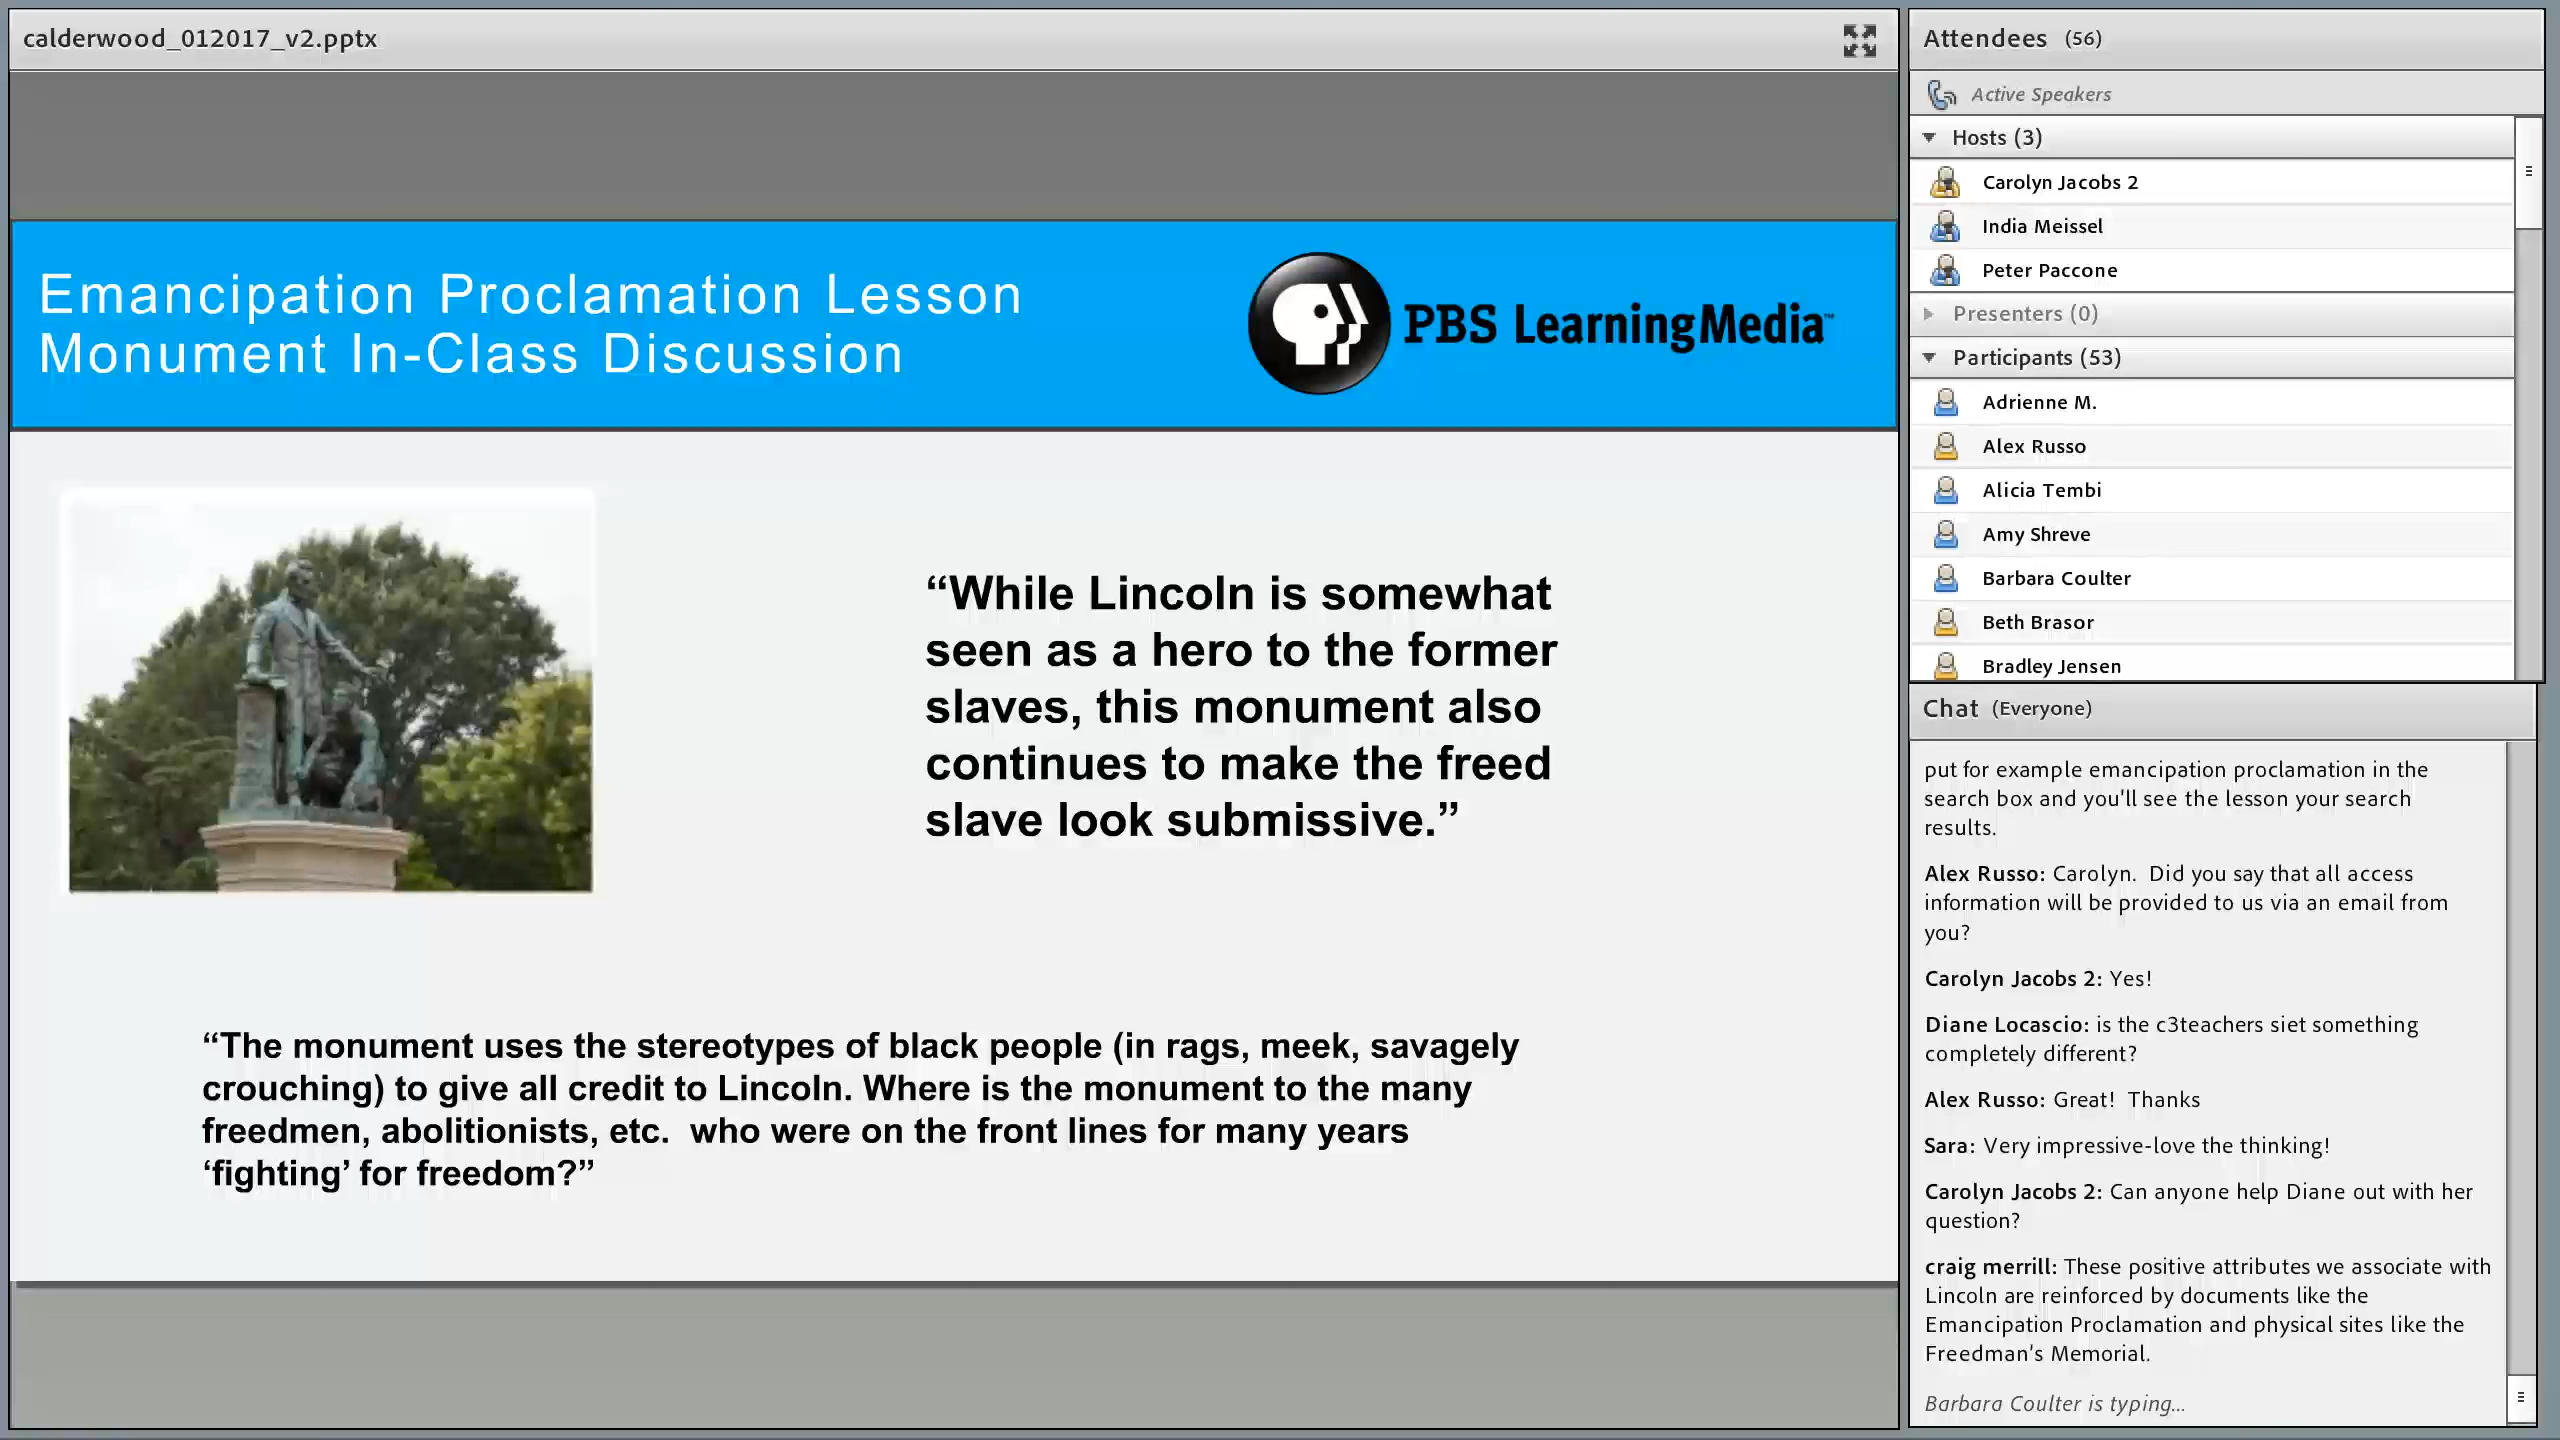 calderwood_012017_v2.pptx
Emancipation Proclamation Lesson
Monument In-Class Discussion
PBS LearningMedia™
“While Lincoln is somewhat
seen as a hero to the former
slaves, this monument also
continues to make the freed
slave look submissive.”
“The monument uses the stereotypes of black people (in rags, meek, savagely
crouching) to give all credit to Lincoln. Where is the monument to the many
freedmen, abolitionists, etc.  who were on the front lines for many years
‘fighting’ for freedom?”
Attendees (56)
Active Speakers
Hosts (3)
Carolyn Jacobs 2
India Meissel
Peter Paccone
Presenters (0)
Participants (53)
Adrienne M.
Alex Russo
Alicia Tembi
Amy Shreve
Barbara Coulter
Beth Brasor
Bradley Jensen
Chat (Everyone)
put for example emancipation proclamation in the
search box and you'll see the lesson your search
results.
Alex Russo: Carolyn.  Did you say that all access
information will be provided to us via an email from
you?
Carolyn Jacobs 2: Yes!
Diane Locascio: is the c3teachers siet something
completely different?
Alex Russo: Great!  Thanks
Sara: Very impressive-love the thinking!
Carolyn Jacobs 2: Can anyone help Diane out with her
question?
craig merrill: These positive attributes we associate with
Lincoln are reinforced by documents like the
Emancipation Proclamation and physical sites like the
Freedman's Memorial.
Barbara Coulter is typing...